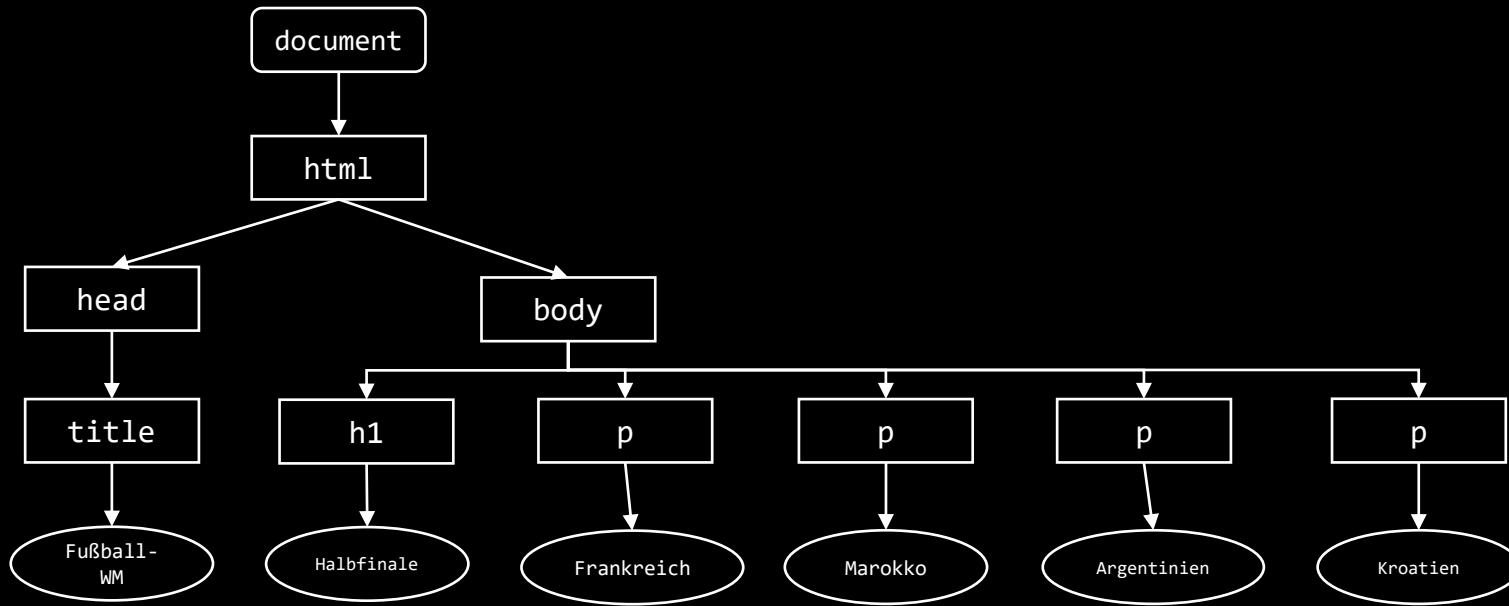 document
html
head
body
title
h1
p
p
p
p
Fußball-
WM
Halbfinale
Frankreich
Marokko
Argentinien
Kroatien